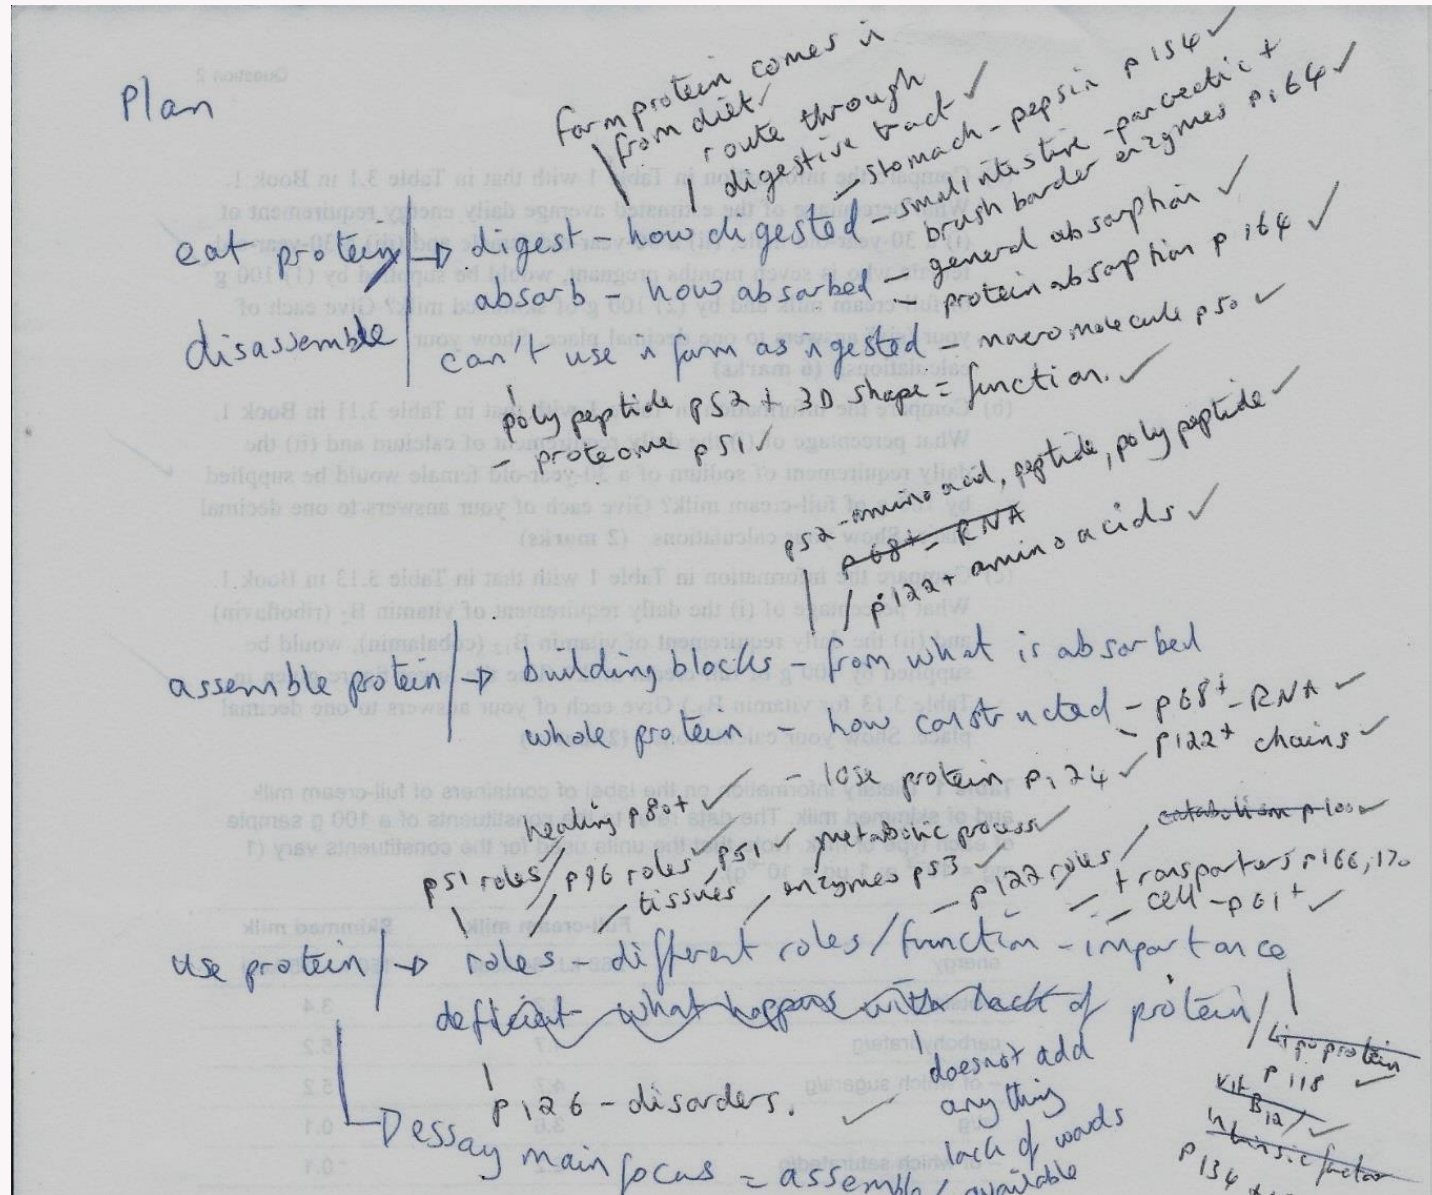 Plan
form protein comes in
from diet ✓
route through
digestive tract ✓
- stomach - pepsin p 154 ✓
- small intestine - pancreatic +
brush border enzymes p164 ✓
eat protein → digest - how digested
- general absorption ✓
absorb - how absorbed - protein absorption p 164 ✓
disassemble
can't use in form as ingested - macromolecule p50 ✓
polypeptide p52 + 3D shape = function. ✓
- proteome p51 ✓
p52 - amino acid, peptide, polypeptide ✓
p68+ - RNA
p122+ amino acids ✓
assemble protein → building blocks - from what is absorbed
whole protein - how constructed - p68+ - RNA ✓
- p122+ chains ✓
- lose protein p124 ✓
healing p80+ ✓
metabolic process ✓
catabolism p100 ✓
p51 roles
p96 roles ✓
p51 ✓
tissues
enzymes p53 ✓
- p122 roles
- transporters p166, 170
- cell - p61+ ✓
use protein → roles - different roles/function - importance
deficient - what happens with lack of protein
doesnot add
anything
lack of words
available
Lipoprotein
p118 ✓
Vit B12 ✓
intrinsic factor
p134
p126 - disorders. ✓
→ essay main focus = assemble